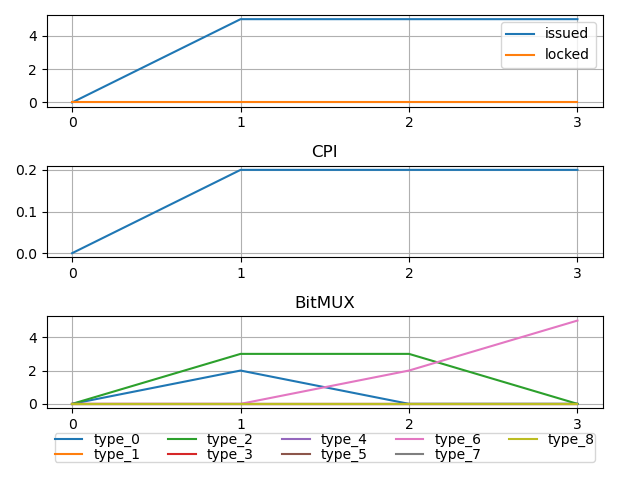 4
issued
locked
2
0
0 1 2 3
CPI
0.2
0.1
0.0
0 1 2 3
BitMUX
4
2
0
0 1 2 3
type_0 type_2 type_4 type_6 type_8
type_1 type_3 type_5 type_7